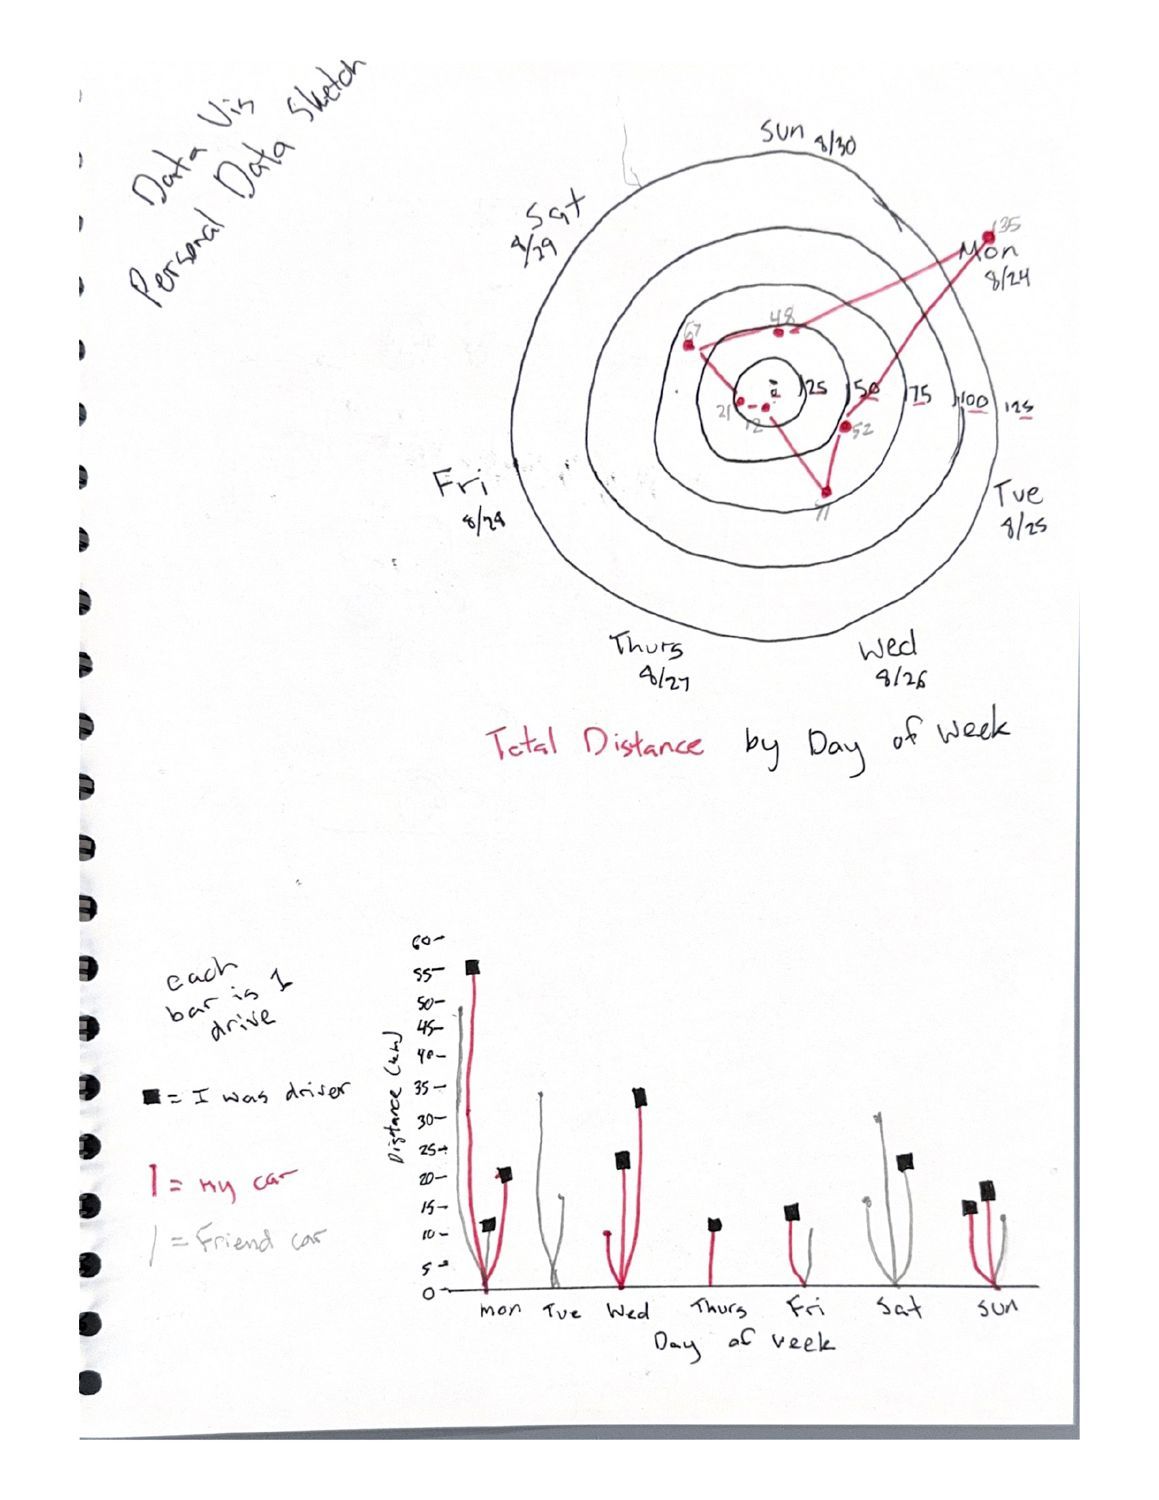 Data Vis
Personal Data Sketch
Sun 8/30
Sat
8/29
135
Mon
8/24
67
48
25
50
75
100
125
21
12
52
71
Fri
8/28
Tue
8/25
Thurs
8/27
Wed
8/26
Total Distance by Day of Week
each
bar is 1
drive
■ = I was driver
| = my car
/ = Friend car
Distance (km)
60
55
50
45
40
35
30
25
20
15
10
5
0
Mon Tue Wed Thurs Fri Sat Sun
Day of week